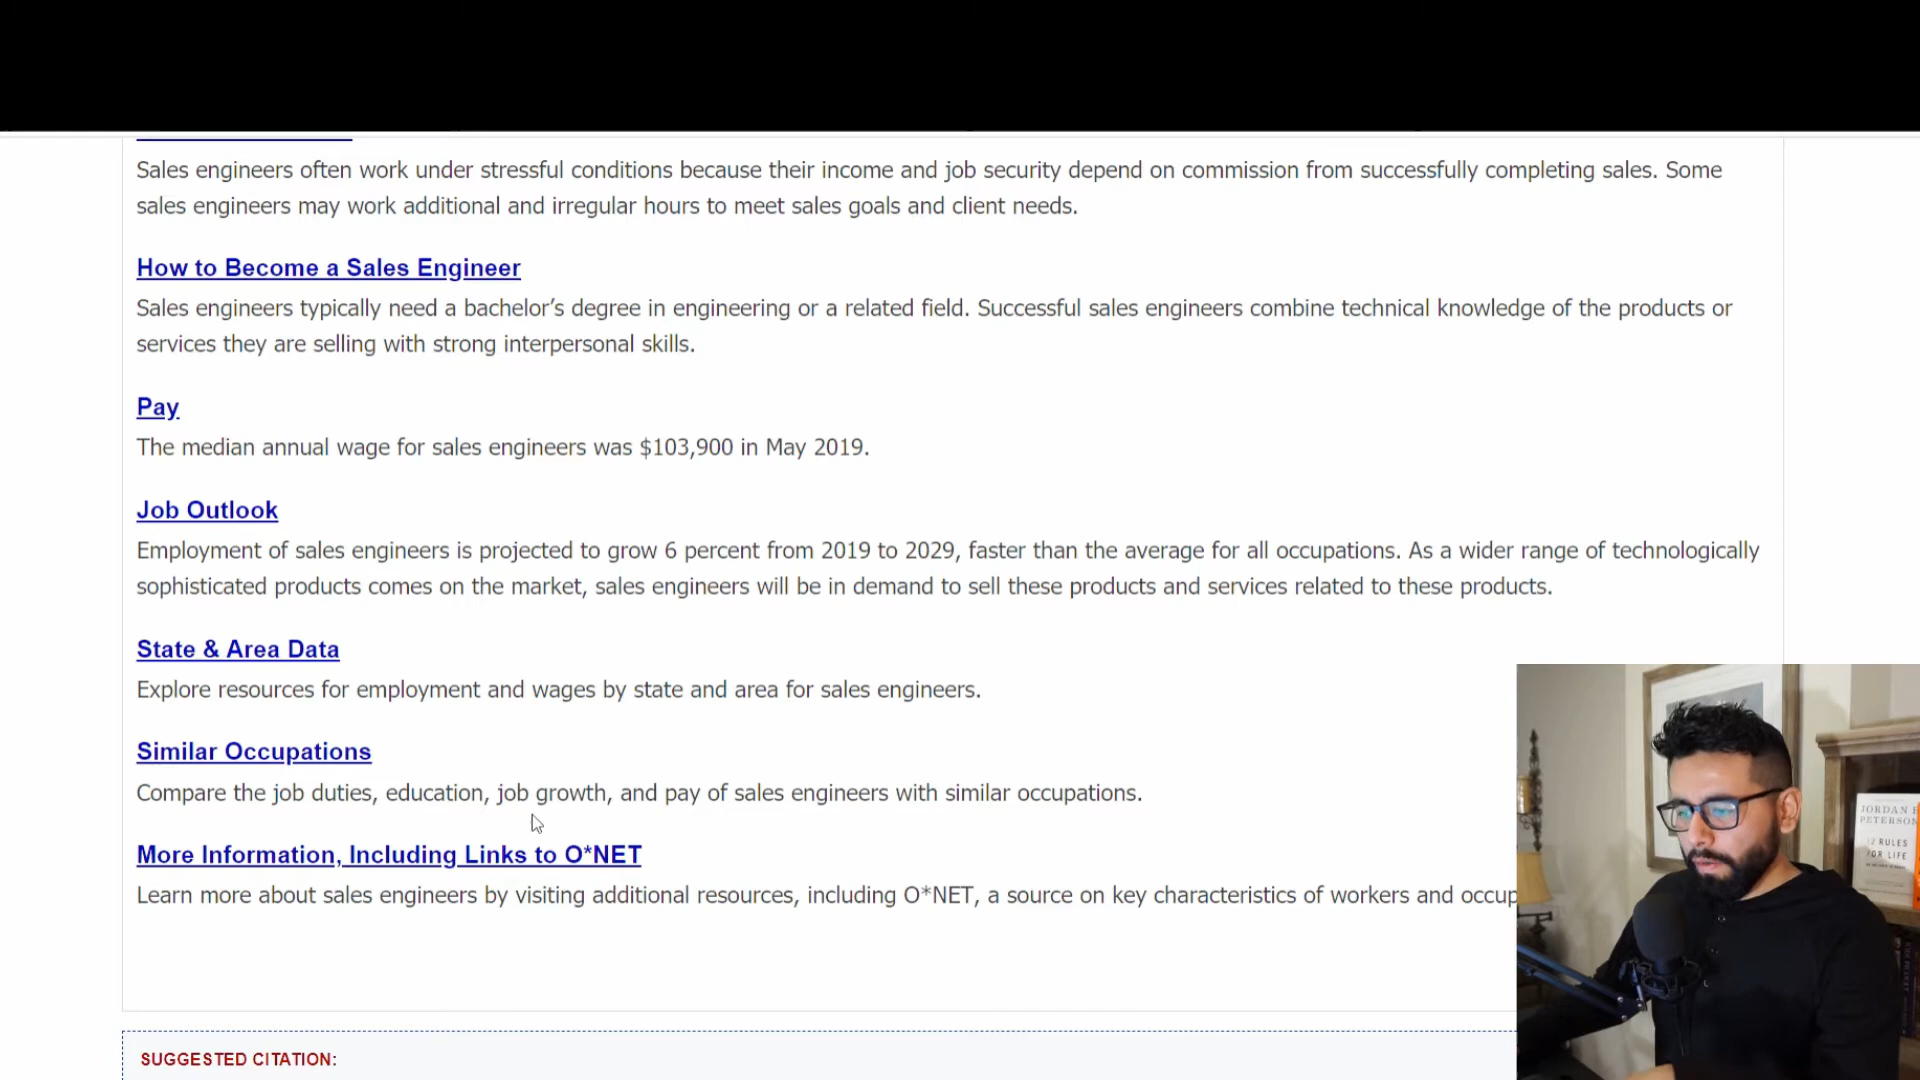 Sales engineers often work under stressful conditions because their income and job security depend on commission from successfully completing sales. Some
sales engineers may work additional and irregular hours to meet sales goals and client needs.
How to Become a Sales Engineer
Sales engineers typically need a bachelor’s degree in engineering or a related field. Successful sales engineers combine technical knowledge of the products or
services they are selling with strong interpersonal skills.
Pay
The median annual wage for sales engineers was $103,900 in May 2019.
Job Outlook
Employment of sales engineers is projected to grow 6 percent from 2019 to 2029, faster than the average for all occupations. As a wider range of technologically
sophisticated products comes on the market, sales engineers will be in demand to sell these products and services related to these products.
State & Area Data
Explore resources for employment and wages by state and area for sales engineers.
Similar Occupations
Compare the job duties, education, job growth, and pay of sales engineers with similar occupations.
More Information, Including Links to O*NET
Learn more about sales engineers by visiting additional resources, including O*NET, a source on key characteristics of workers and occup
SUGGESTED CITATION:
JORDAN
PETERSON
12 RULES
FOR LIFE